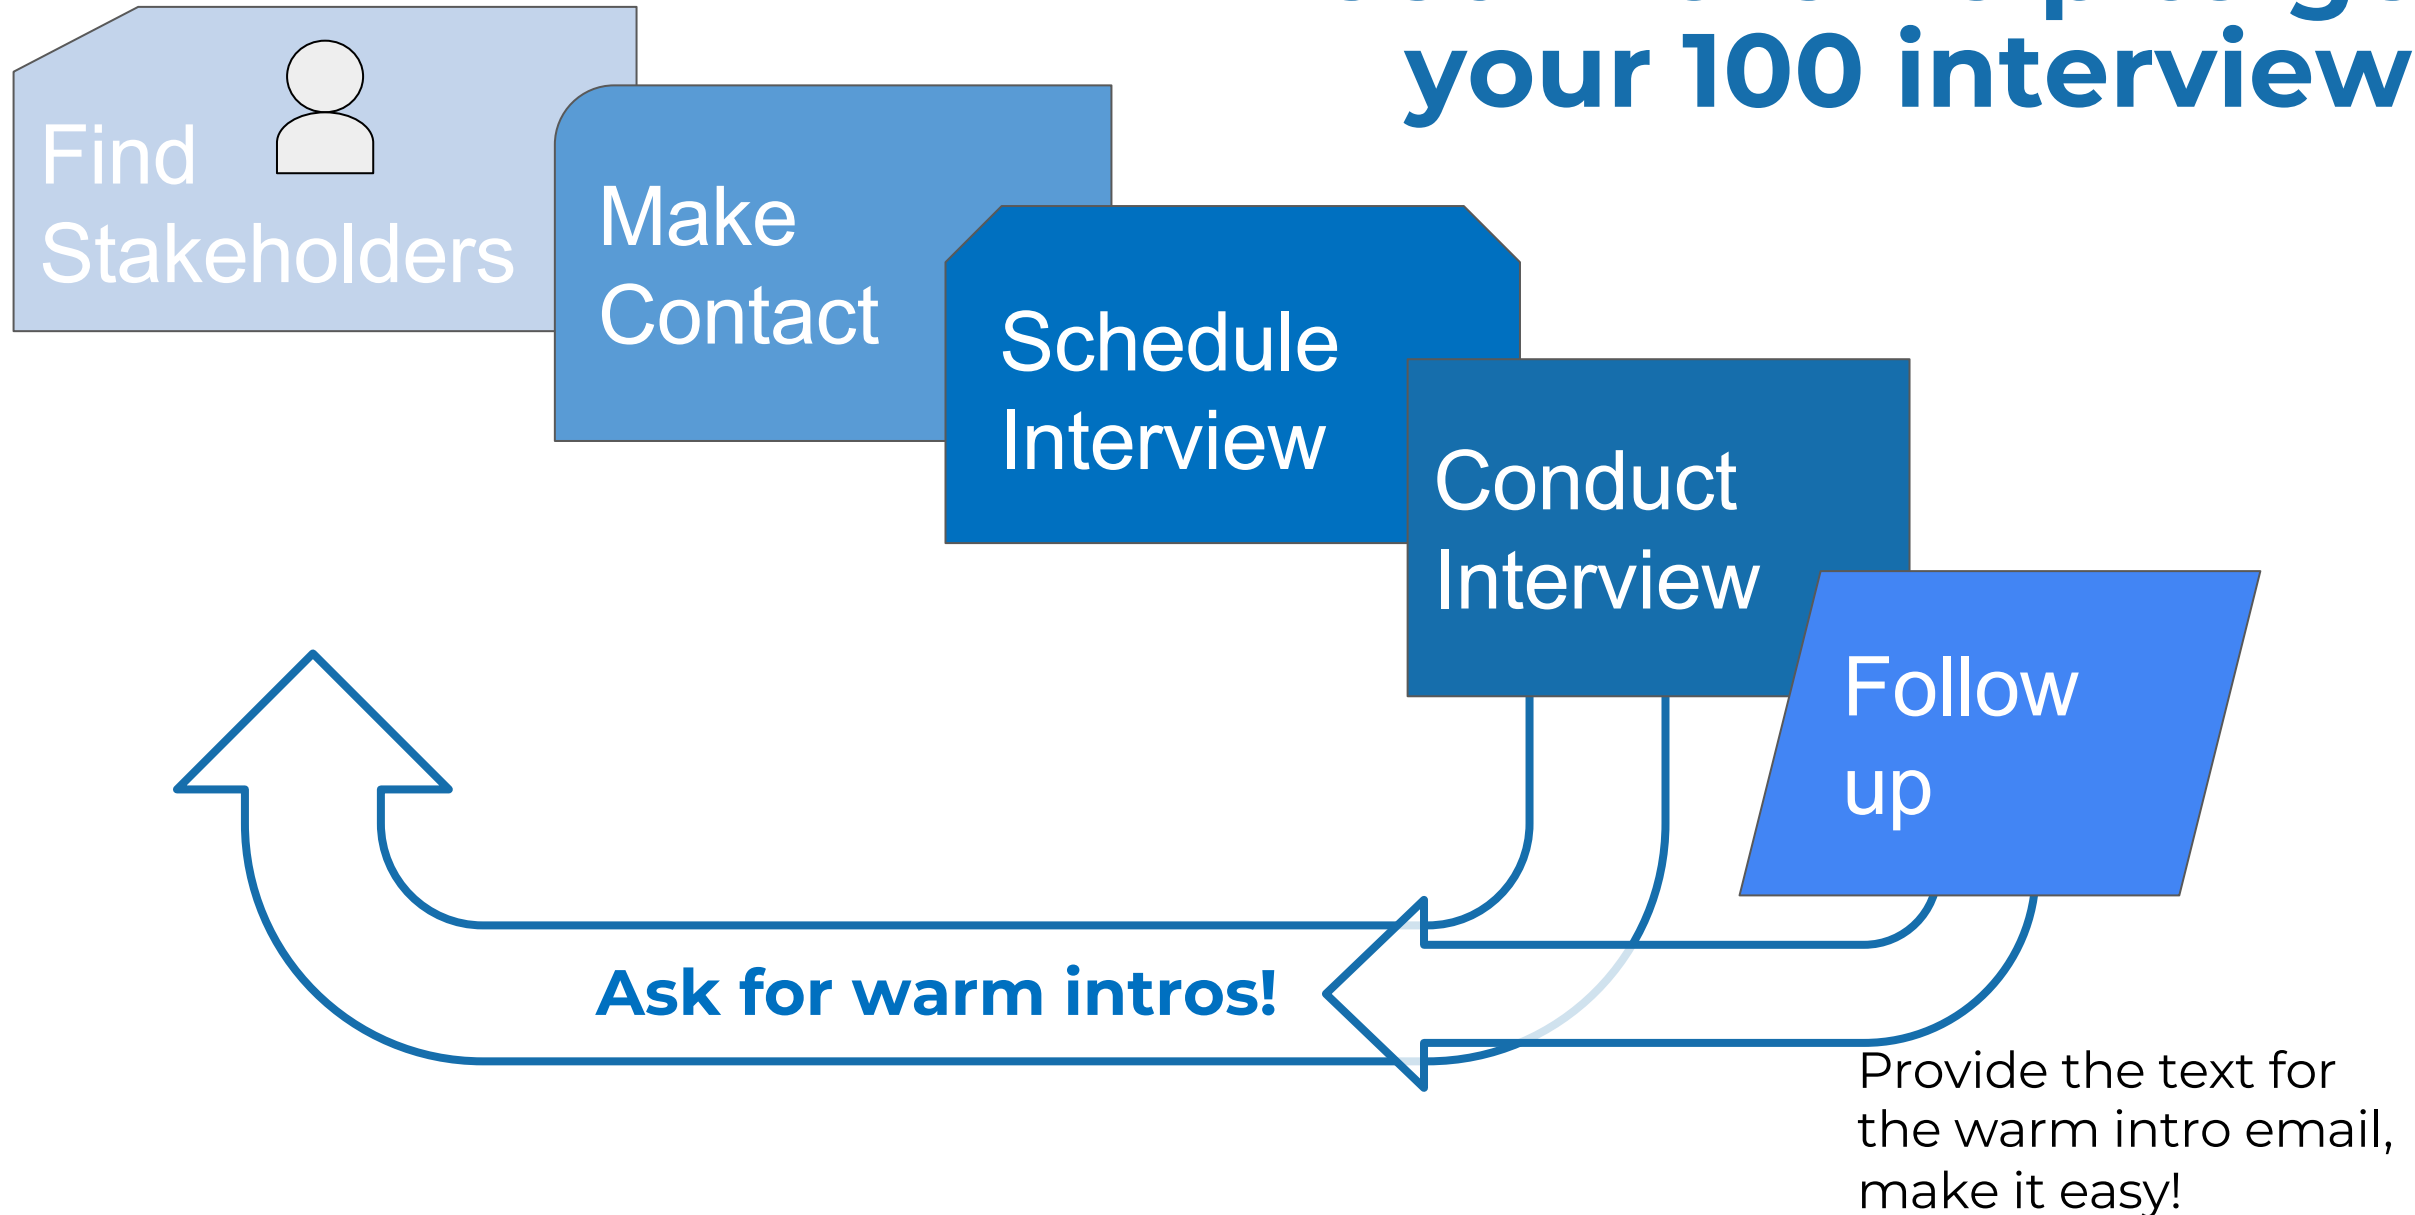 your 100 interview
Find
Stakeholders
Make
Contact
Schedule
Interview
Conduct
Interview
Follow
up
Ask for warm intros!
Provide the text for
the warm intro email,
make it easy!